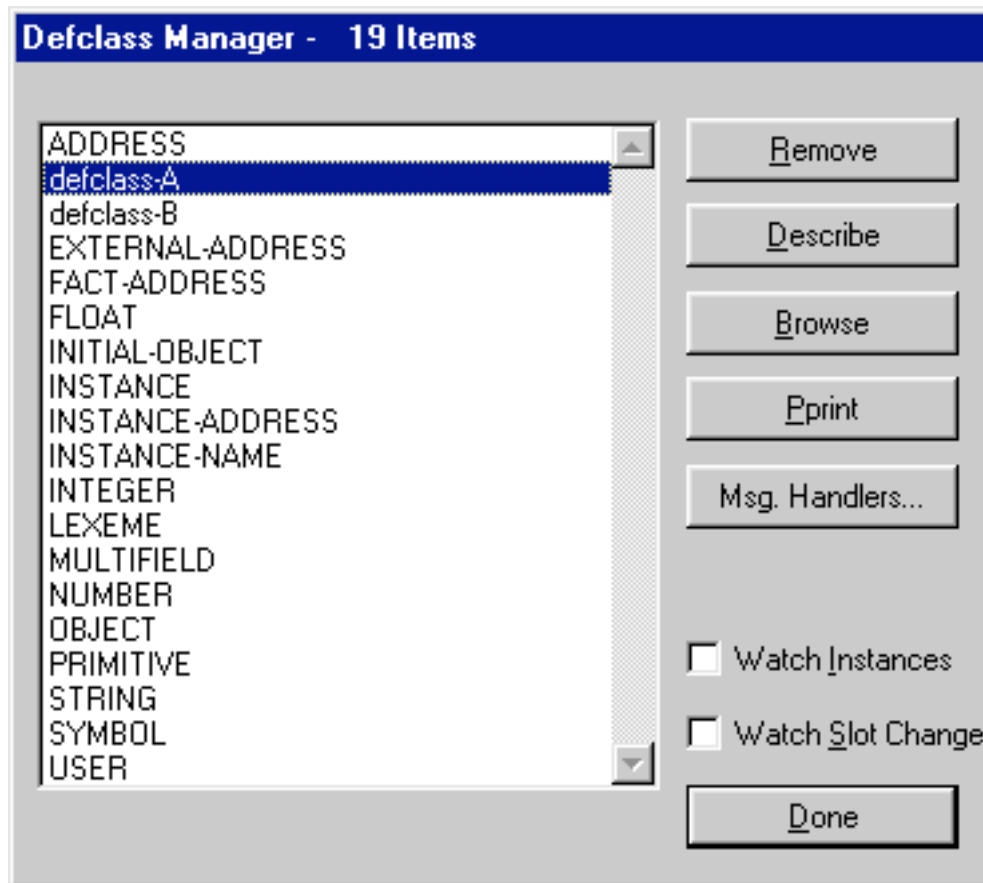 Defclass Manager -   19 Items
ADDRESS
defclass-A
defclass-B
EXTERNAL-ADDRESS
FACT-ADDRESS
FLOAT
INITIAL-OBJECT
INSTANCE
INSTANCE-ADDRESS
INSTANCE-NAME
INTEGER
LEXEME
MULTIFIELD
NUMBER
OBJECT
PRIMITIVE
STRING
SYMBOL
USER
Remove
Describe
Browse
Pprint
Msg. Handlers...
Watch Instances
Watch Slot Change
Done